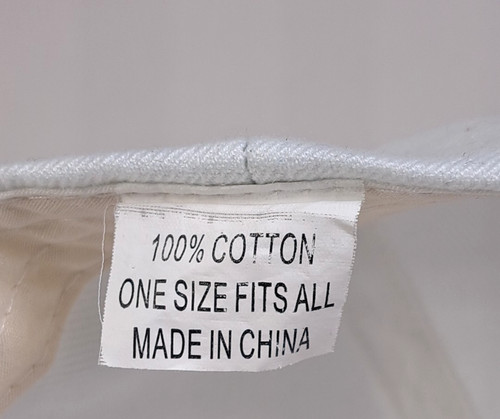 100% COTTON
ONE SIZE FITS ALL
MADE IN CHINA